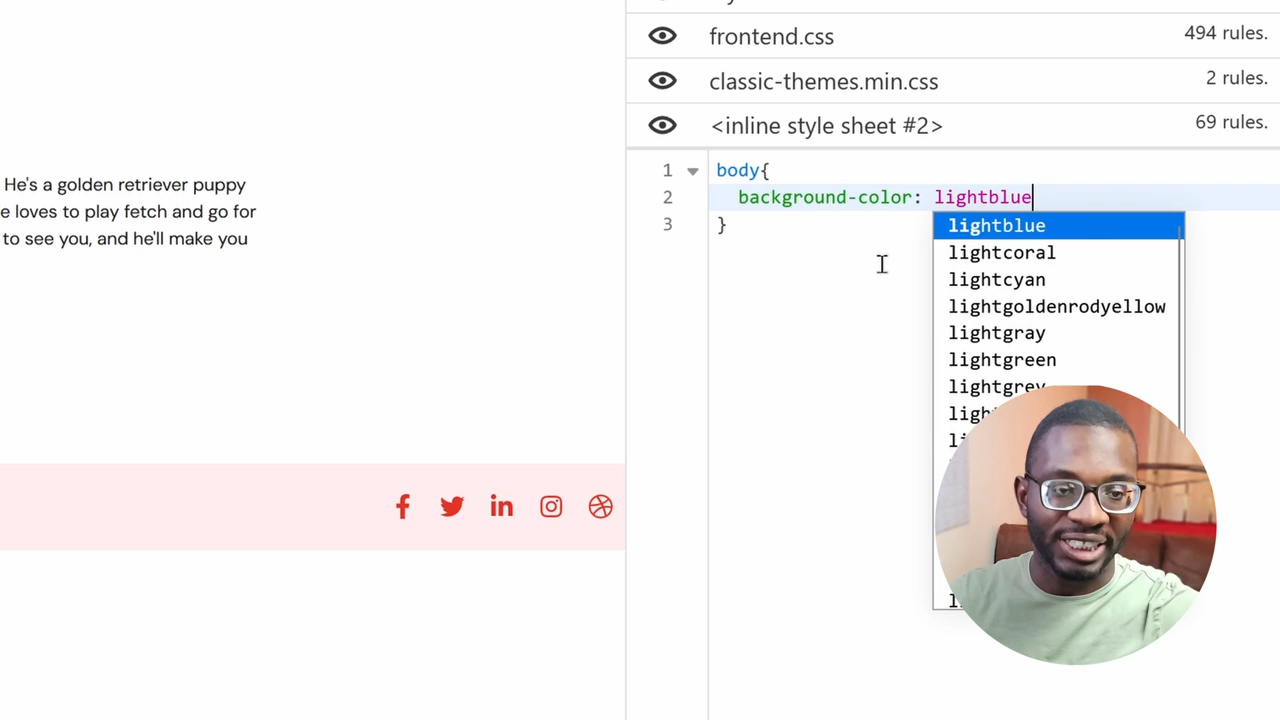 frontend.css 494 rules.
classic-themes.min.css 2 rules.
<inline style sheet #2> 69 rules.
He's a golden retriever puppy
e loves to play fetch and go for
to see you, and he'll make you
1 body{
2 background-color: lightblue
3 }
lightblue
lightcoral
lightcyan
lightgoldenrodyellow
lightgray
lightgreen
lightgrey
in